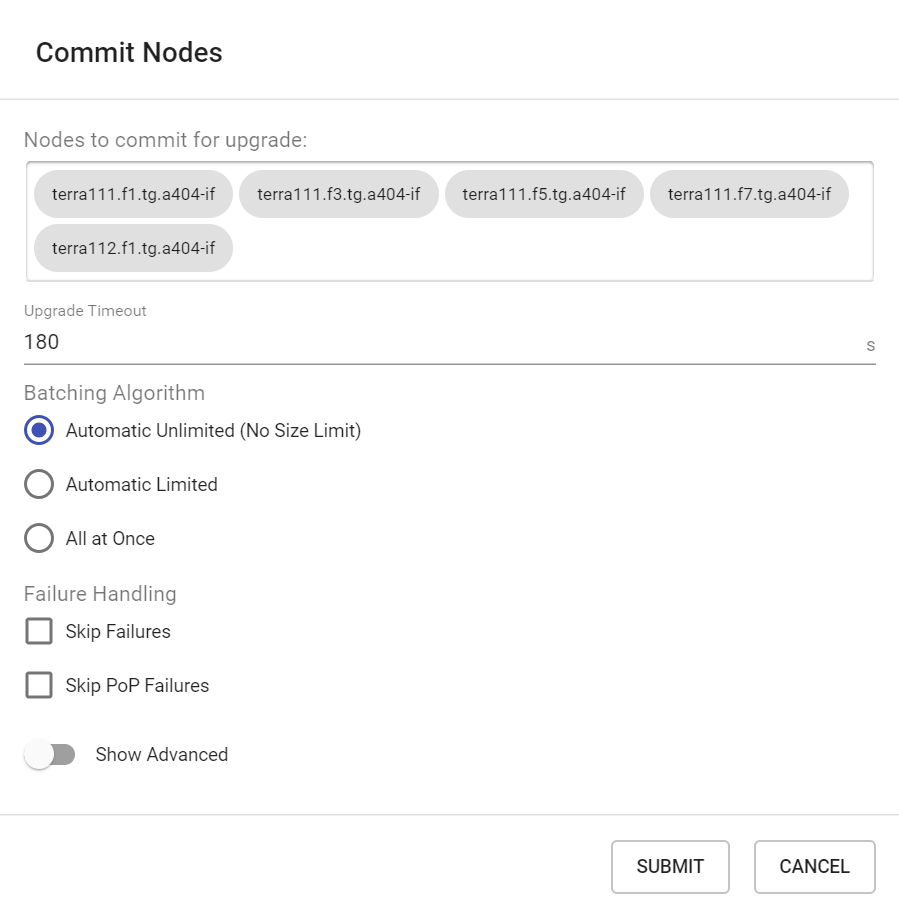 Commit Nodes
Nodes to commit for upgrade:
terra111.f1.tg.a404-if terra111.f3.tg.a404-if terra111.f5.tg.a404-if terra111.f7.tg.a404-if
terra112.f1.tg.a404-if
Upgrade Timeout
180 s
Batching Algorithm
Automatic Unlimited (No Size Limit)
Automatic Limited
All at Once
Failure Handling
Skip Failures
Skip PoP Failures
Show Advanced
SUBMIT CANCEL